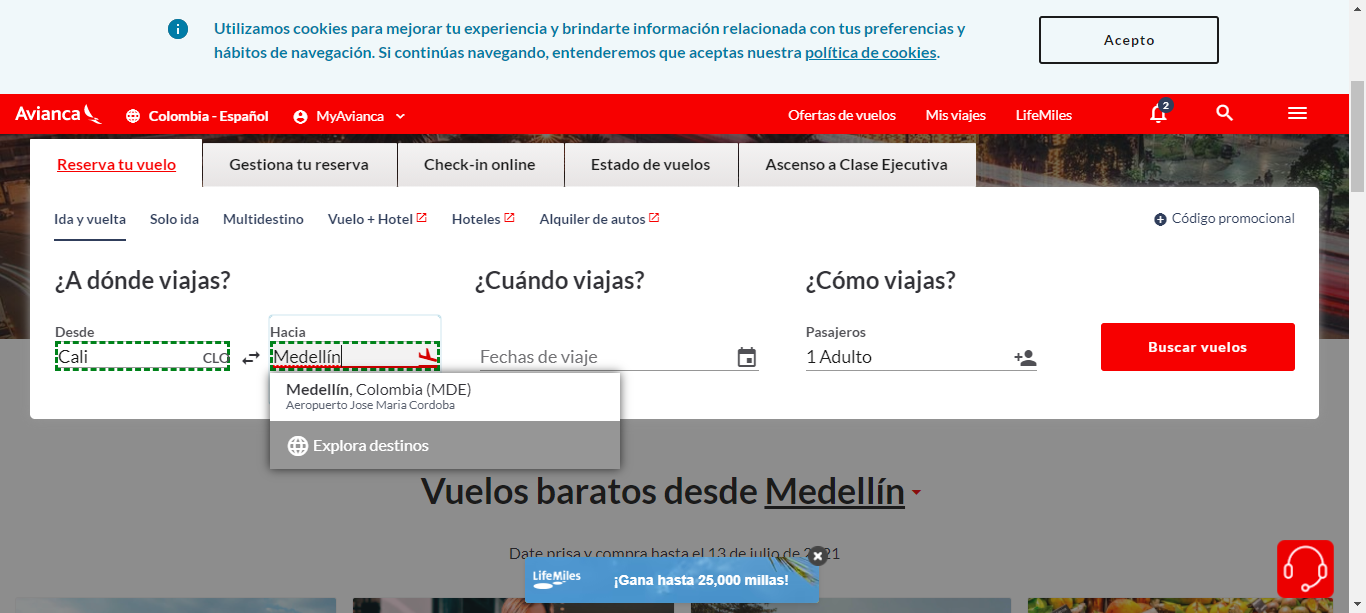 Utilizamos cookies para mejorar tu experiencia y brindarte información relacionada con tus preferencias y
hábitos de navegación. Si continúas navegando, entenderemos que aceptas nuestra política de cookies.
Acepto
Avianca
Colombia - Español
MyAvianca
Ofertas de vuelos
Mis viajes
LifeMiles
2
Reserva tu vuelo
Gestiona tu reserva
Check-in online
Estado de vuelos
Ascenso a Clase Ejecutiva
Ida y vuelta
Solo ida
Multidestino
Vuelo + Hotel
Hoteles
Alquiler de autos
Código promocional
¿A dónde viajas?
¿Cuándo viajas?
¿Cómo viajas?
Desde
Hacia
Pasajeros
Cali
CLO
Medellín
Fechas de viaje
1 Adulto
Buscar vuelos
Medellín, Colombia (MDE)
Aeropuerto Jose Maria Cordoba
Explora destinos
Vuelos baratos desde Medellín
Date prisa y compra hasta el 13 de julio de 2021
LifeMiles
¡Gana hasta 25,000 millas!